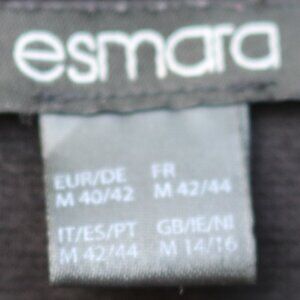 esmara
EUR/DE FR
M 40/42 M 42/44
IT/ES/PT GB/IE/NI
M 42/44 M 14/16